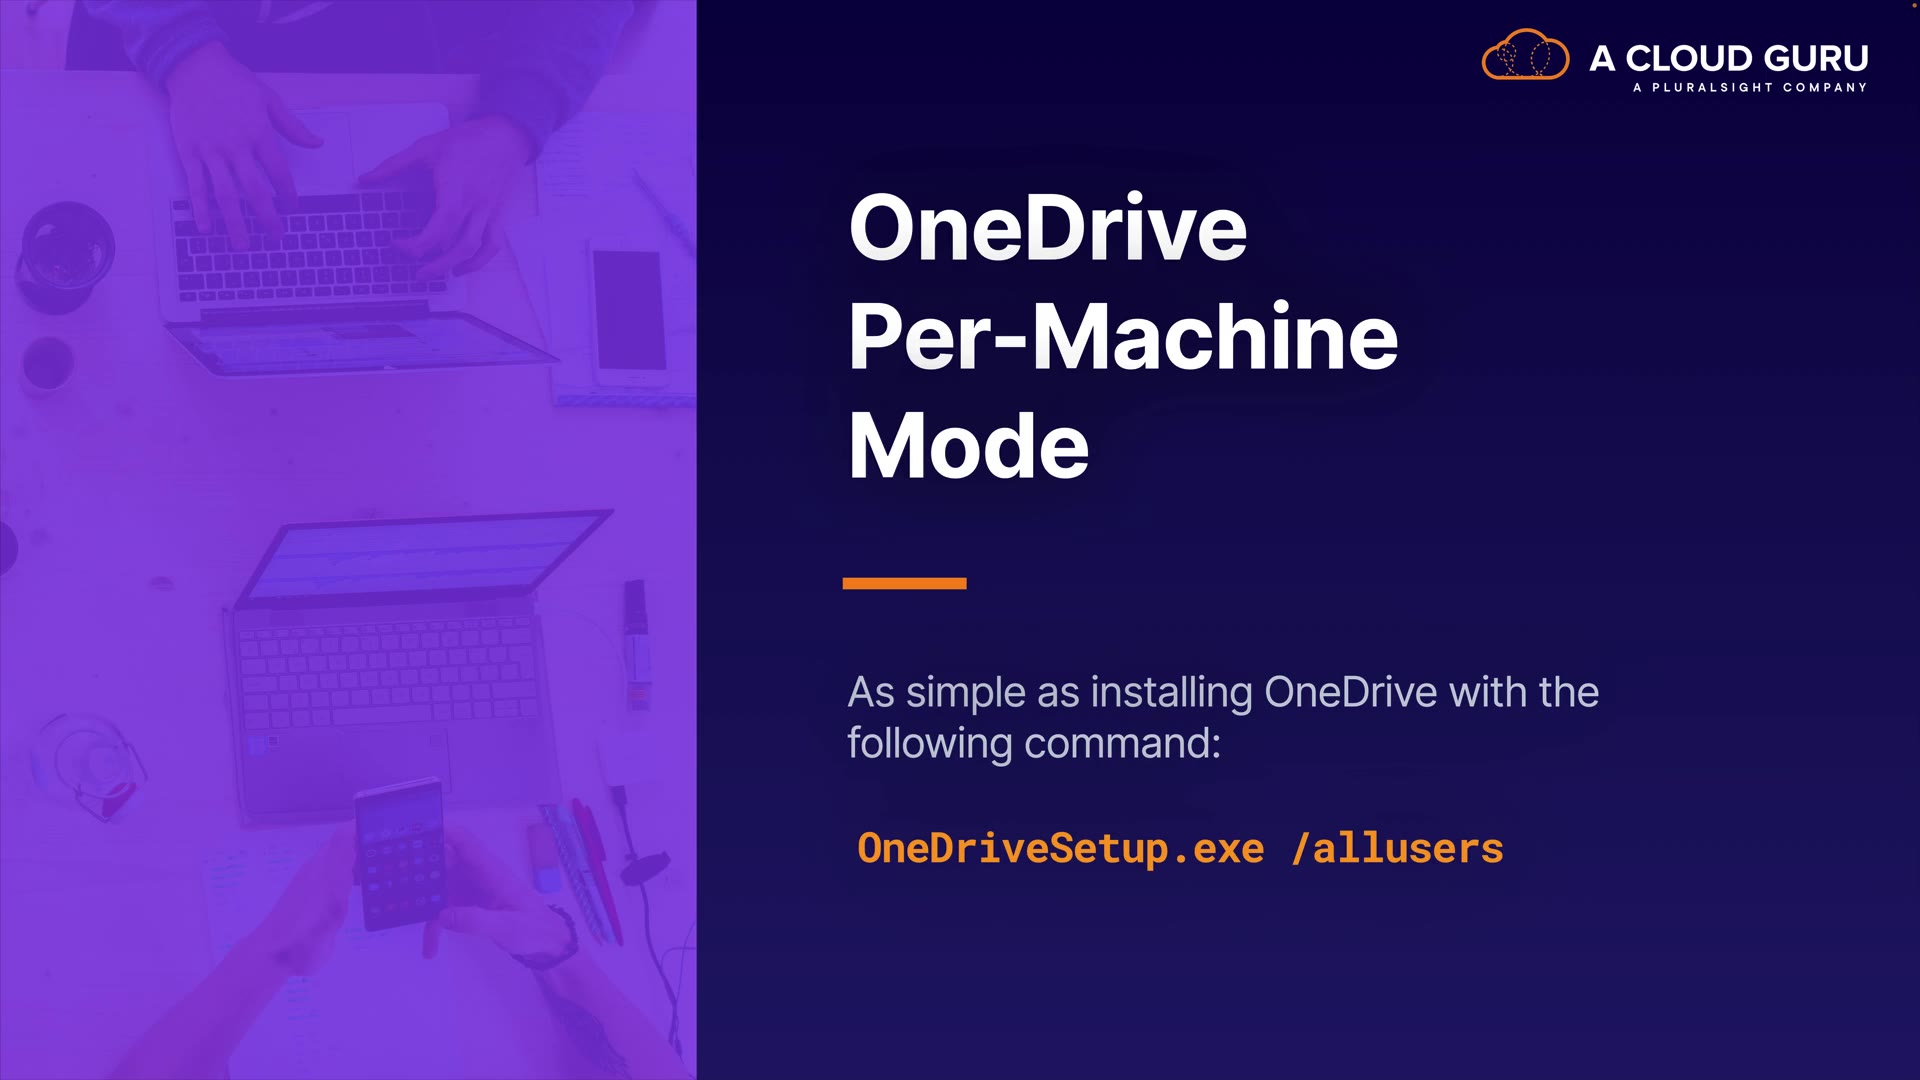 A CLOUD GURU
A PLURALSIGHT COMPANY
OneDrive
Per-Machine
Mode
As simple as installing OneDrive with the
following command:
OneDriveSetup.exe /allusers